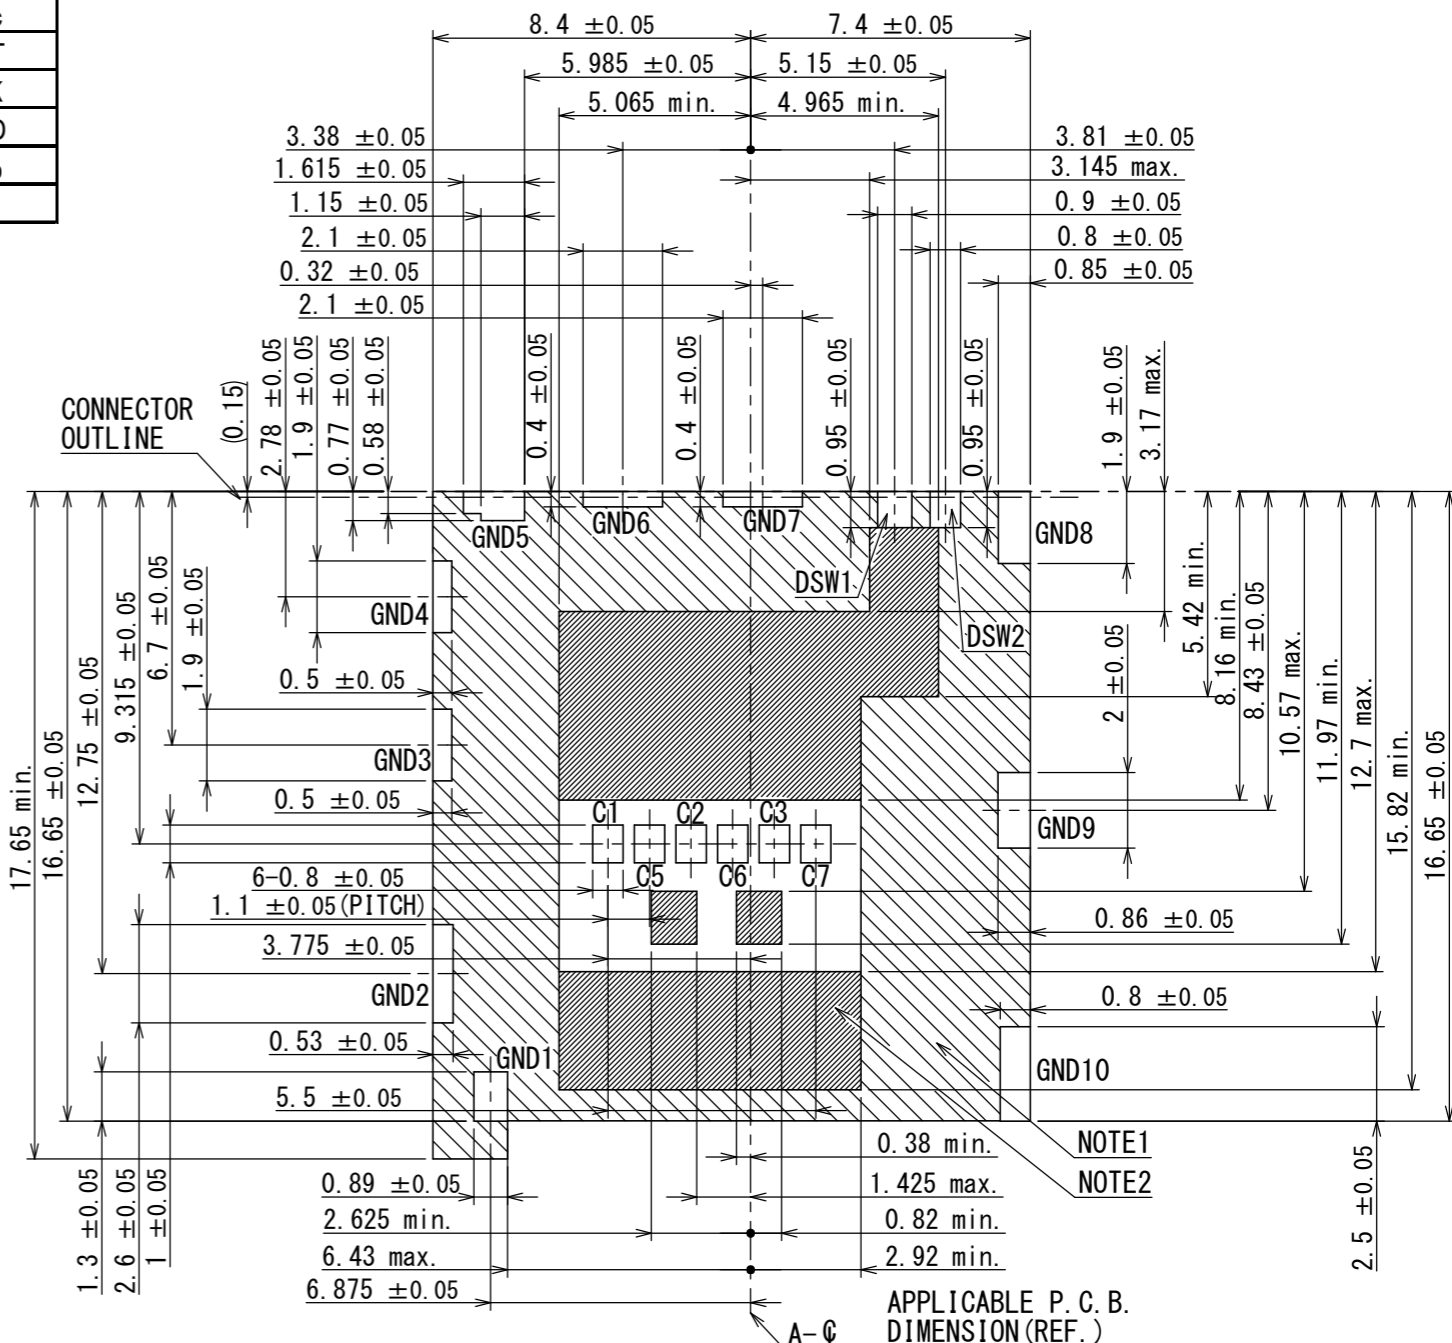 8.4 ±0.05
7.4 ±0.05
5.985 ±0.05
5.15 ±0.05
5.065 min.
4.965 min.
3.38 ±0.05
3.81 ±0.05
1.615 ±0.05
3.145 max.
1.15 ±0.05
0.9 ±0.05
2.1 ±0.05
0.8 ±0.05
0.32 ±0.05
0.85 ±0.05
2.1 ±0.05
CONNECTOR
OUTLINE
(0.15)
2.78 ±0.05
1.9 ±0.05
0.77 ±0.05
0.58 ±0.05
0.4 ±0.05
0.4 ±0.05
0.95 ±0.05
0.95 ±0.05
1.9 ±0.05
3.17 max.
GND5
GND6
GND7
GND8
DSW1
DSW2
GND4
0.5 ±0.05
GND3
0.5 ±0.05
17.65 min.
16.65 ±0.05
12.75 ±0.05
9.315 ±0.05
6.7 ±0.05
1.9 ±0.05
2 ±0.05
5.42 min.
8.16 min.
8.43 ±0.05
10.57 max.
11.97 min.
12.7 max.
15.82 min.
16.65 ±0.05
C1
C2
C3
GND9
C5
C6
C7
6-0.8 ±0.05
1.1 ±0.05(PITCH)
0.86 ±0.05
3.775 ±0.05
GND2
0.8 ±0.05
0.53 ±0.05
GND1
GND10
5.5 ±0.05
NOTE1
0.38 min.
NOTE2
0.89 ±0.05
1.425 max.
2.625 min.
0.82 min.
6.43 max.
2.92 min.
6.875 ±0.05
1.3 ±0.05
2.6 ±0.05
1 ±0.05
2.5 ±0.05
A-℄
APPLICABLE P.C.B.
DIMENSION(REF.)